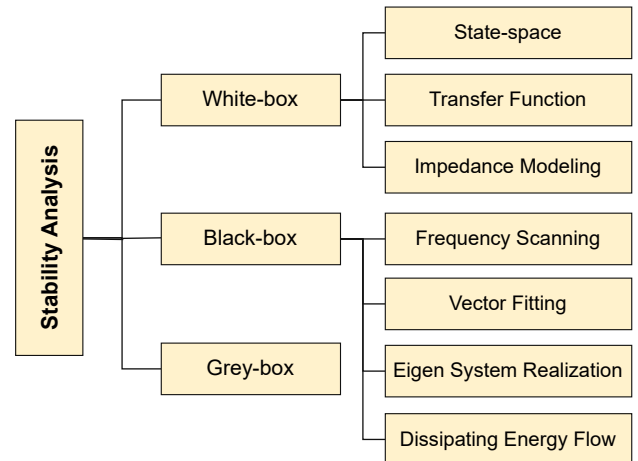 Stability Analysis
White-box
State-space
Transfer Function
Impedance Modeling
Black-box
Frequency Scanning
Vector Fitting
Eigen System Realization
Dissipating Energy Flow
Grey-box